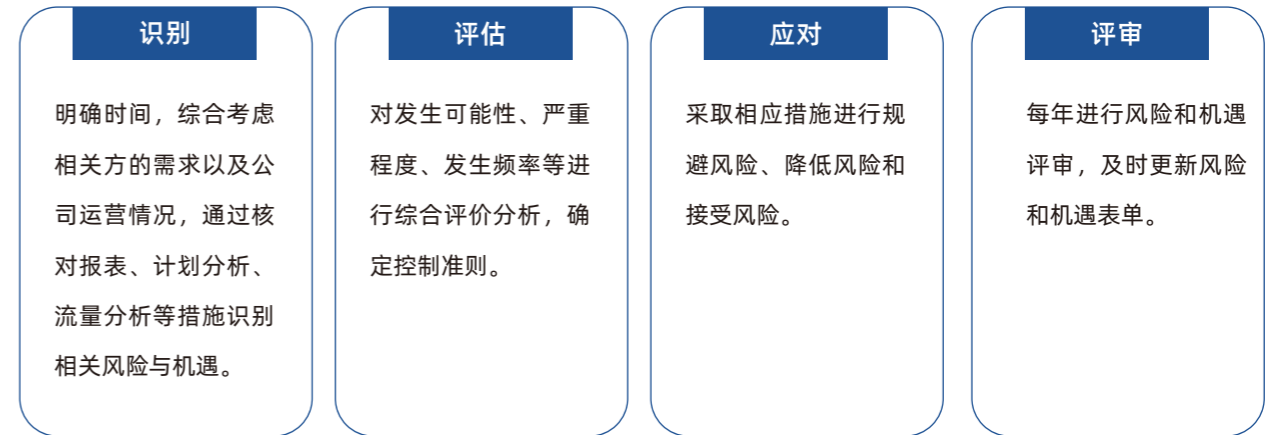 识别
明确时间，综合考虑
相关方的需求以及公
司运营情况，通过核
对报表、计划分析、
流量分析等措施识别
相关风险与机遇。
评估
对发生可能性、严重
程度、发生频率等进
行综合评价分析，确
定控制准则。
应对
采取相应措施进行规
避风险、降低风险和
接受风险。
评审
每年进行风险和机遇
评审，及时更新风险
和机遇表单。